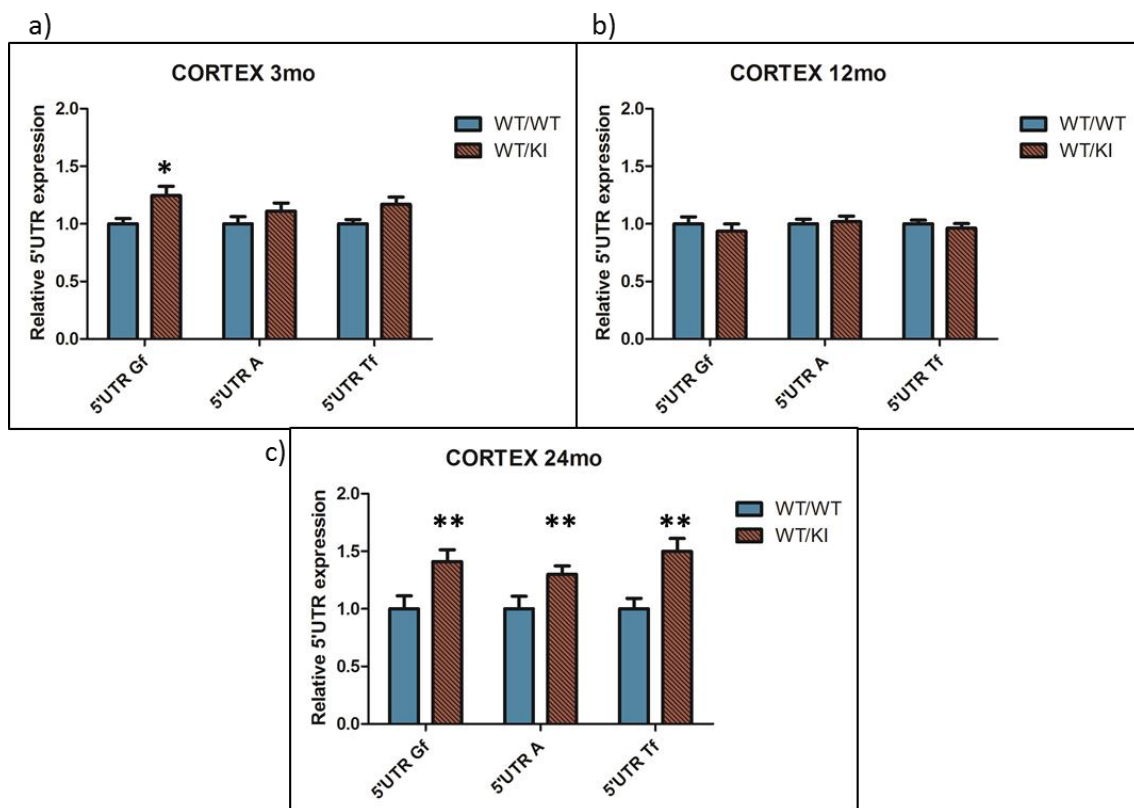 a)
CORTEX 3mo
Relative 5'UTR expression
2.0
1.5
1.0
0.5
0.0
*
5'UTR Gf
5'UTR A
5'UTR Tf
WT/WT
WT/KI
b)
CORTEX 12mo
Relative 5'UTR expression
2.0
1.5
1.0
0.5
0.0
5'UTR Gf
5'UTR A
5'UTR Tf
WT/WT
WT/KI
c)
CORTEX 24mo
Relative 5'UTR expression
2.0
1.5
1.0
0.5
0.0
** ** **
5'UTR Gf
5'UTR A
5'UTR Tf
WT/WT
WT/KI